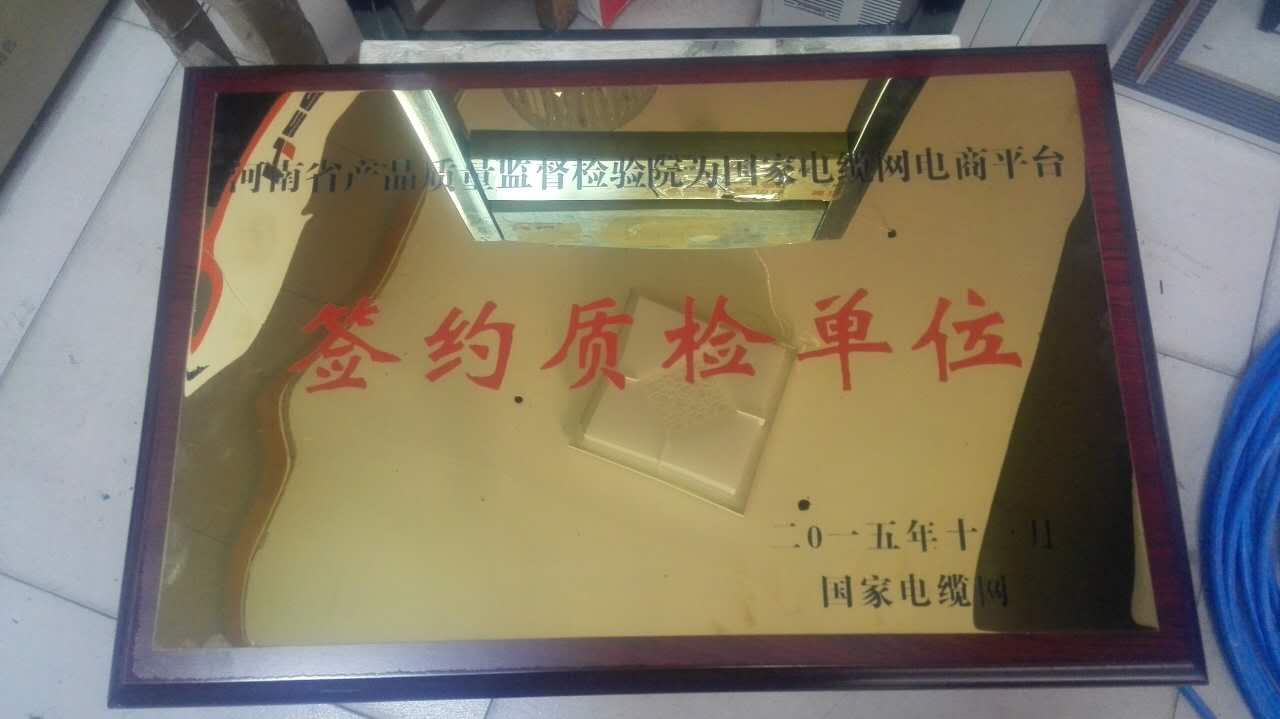 河南省产品质量监督检验院为国家电缆网电商平台
签约质检单位
二0一五年十一月
国家电缆网